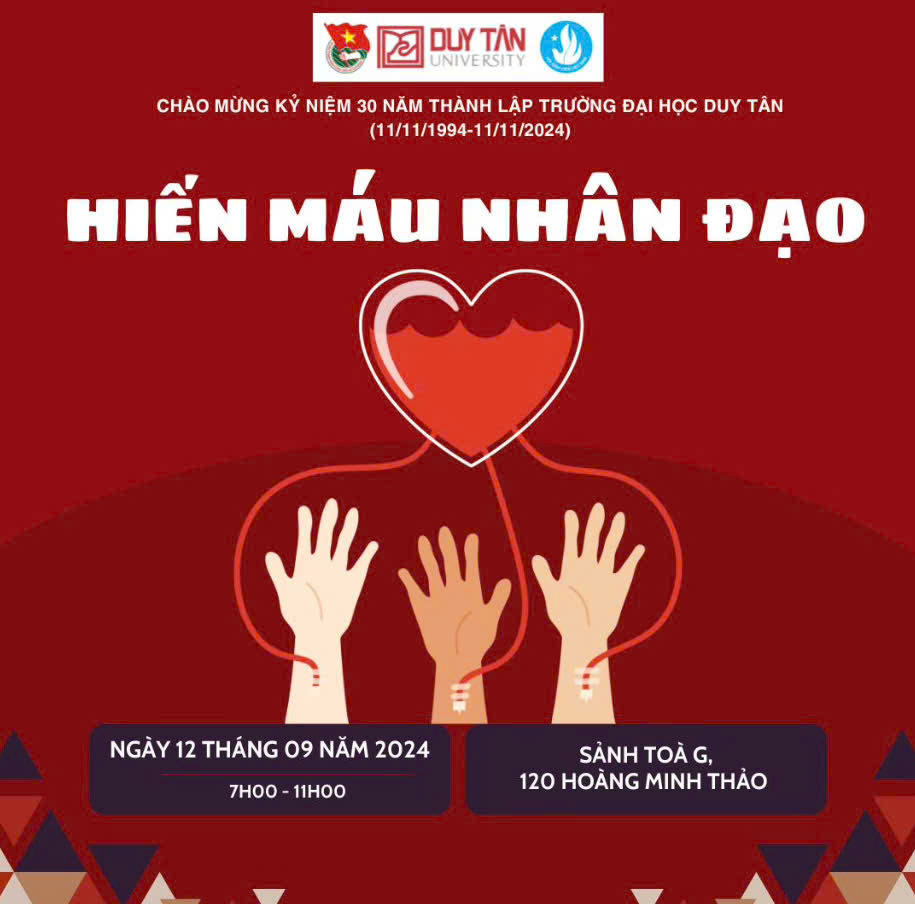 DUY TÂN
UNIVERSITY
CHÀO MỪNG KỶ NIỆM 30 NĂM THÀNH LẬP TRƯỜNG ĐẠI HỌC DUY TÂN
(11/11/1994-11/11/2024)
HIẾN MÁU NHÂN ĐẠO
NGÀY 12 THÁNG 09 NĂM 2024
7H00 - 11H00
SẢNH TOÀ G,
120 HOÀNG MINH THẢO